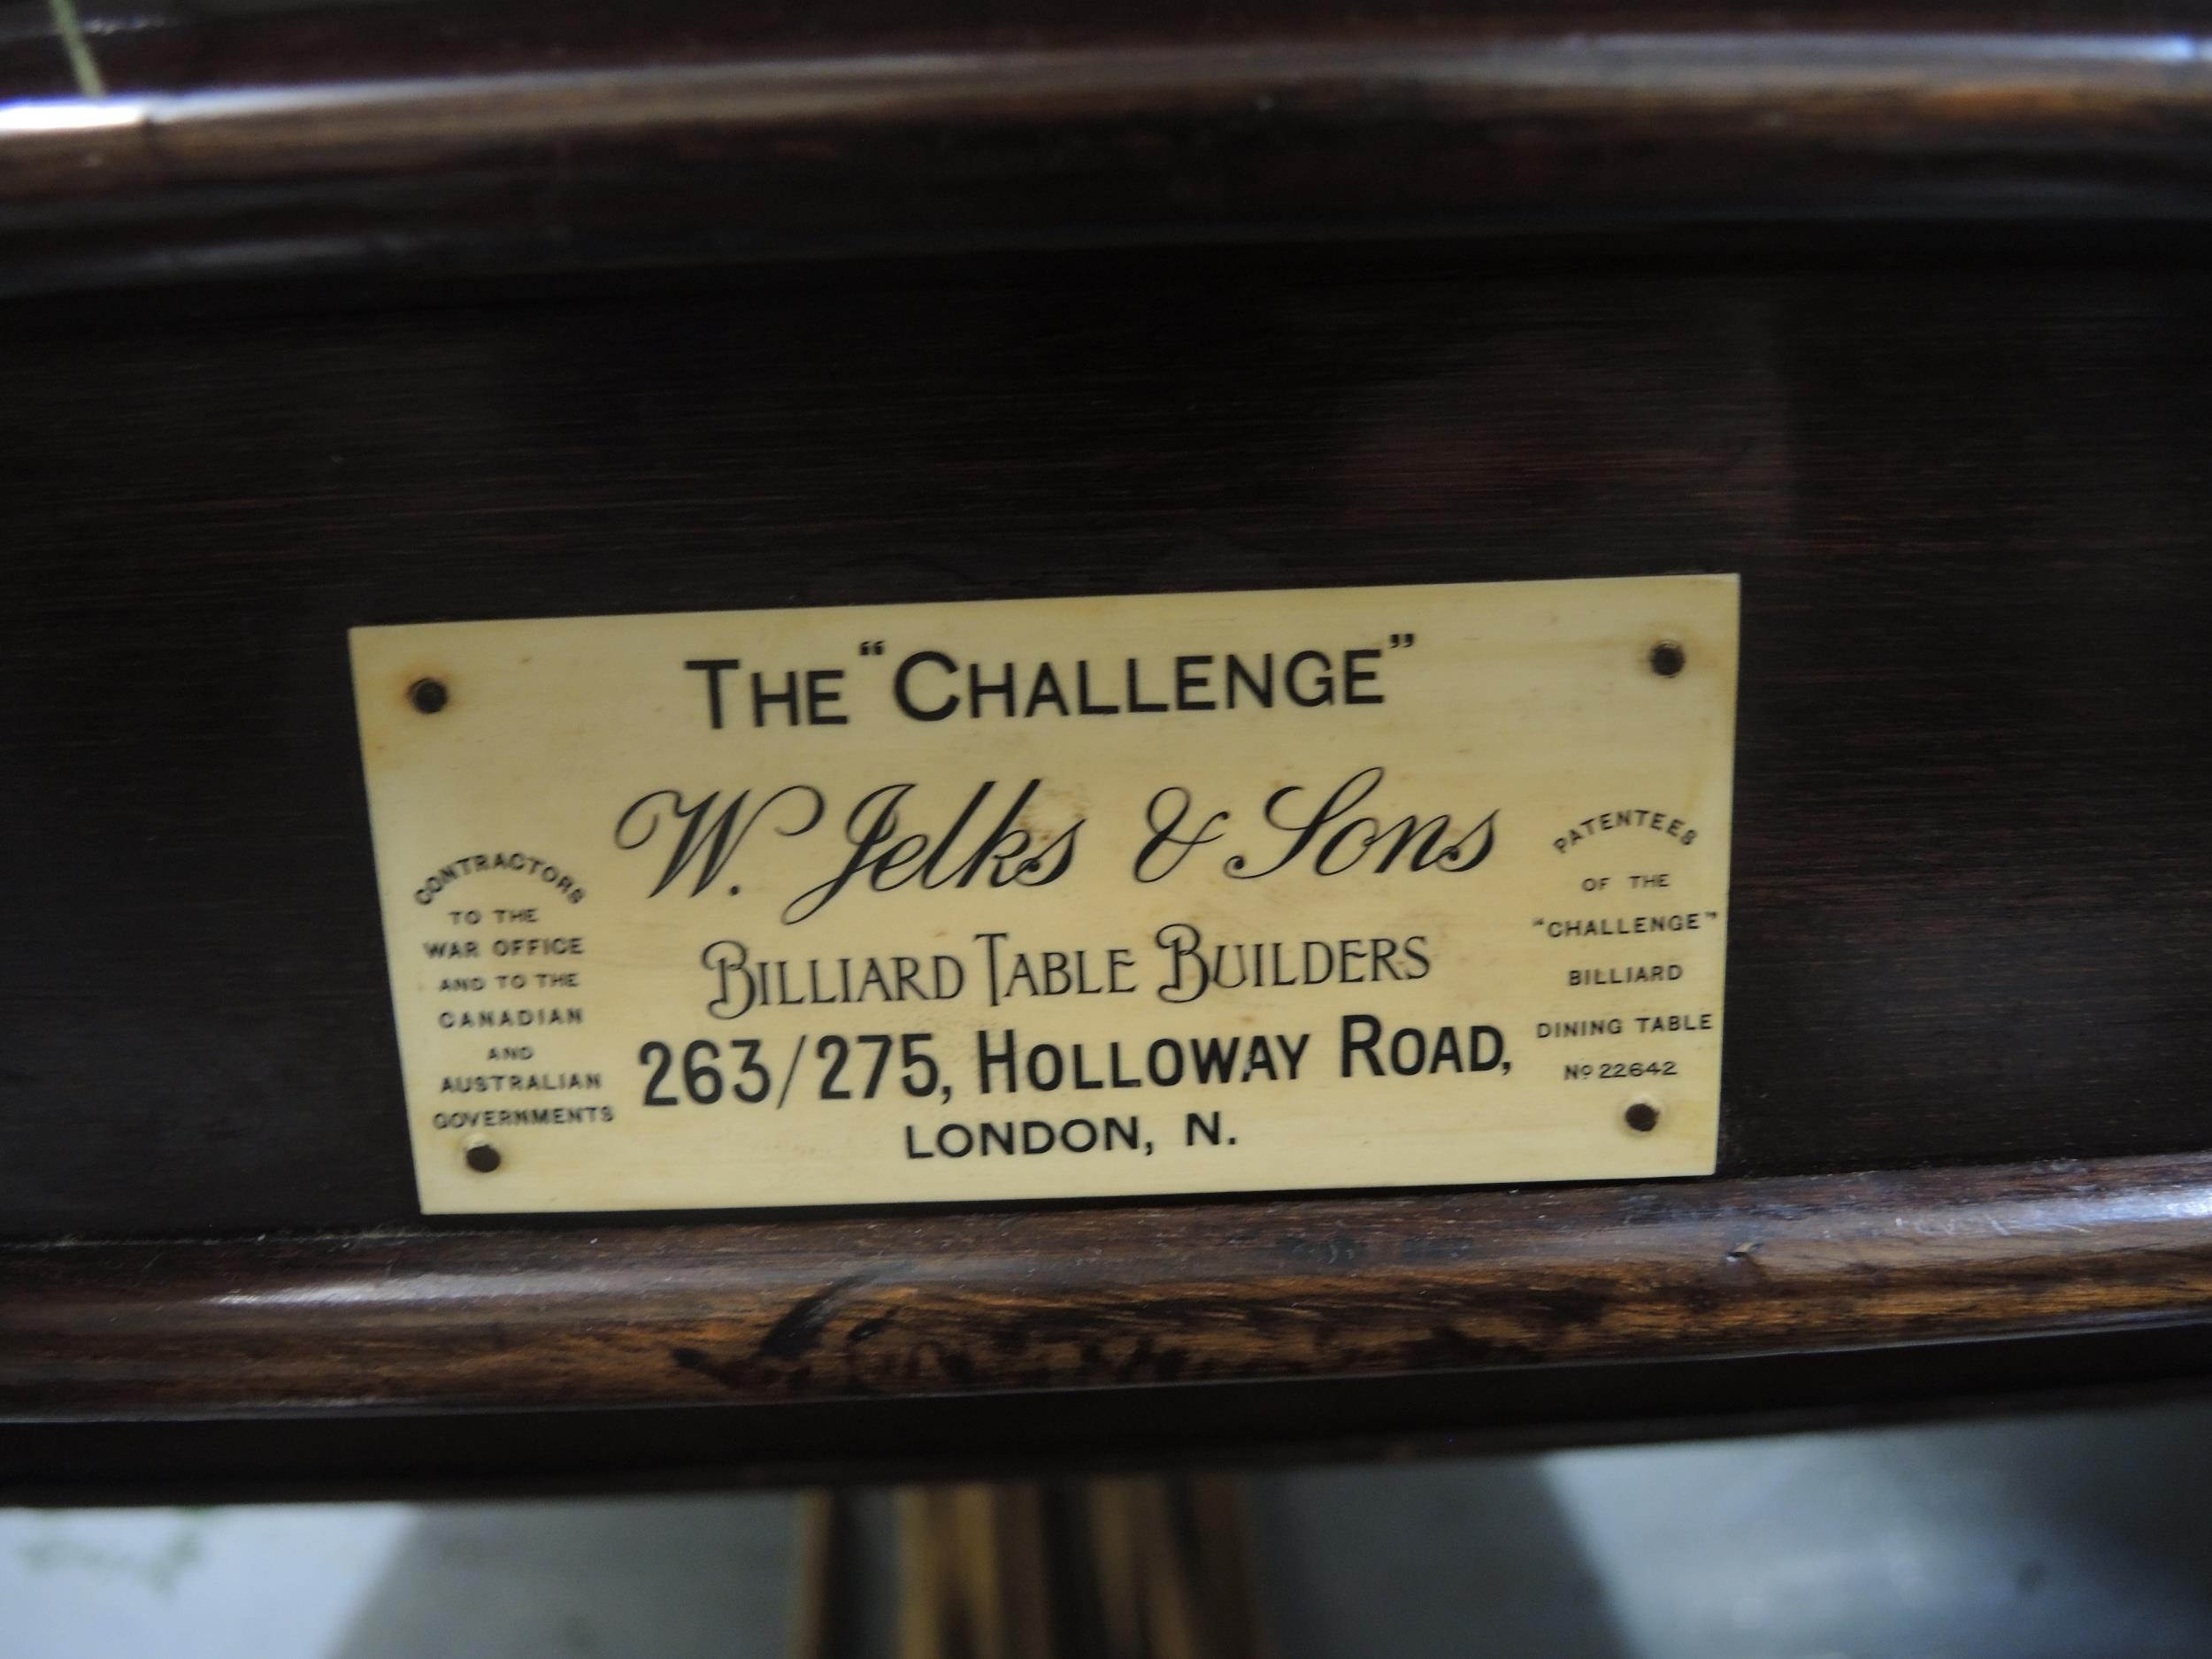 THE "CHALLENGE"
W. Jelks & Sons
BILLIARD TABLE BUILDERS
263/275, HOLLOWAY ROAD,
LONDON, N.
CONTRACTORS
TO THE
WAR OFFICE
AND TO THE
CANADIAN
AND
AUSTRALIAN
GOVERNMENTS
PATENTEES
OF THE
"CHALLENGE"
BILLIARD
DINING TABLE
Nº 22642